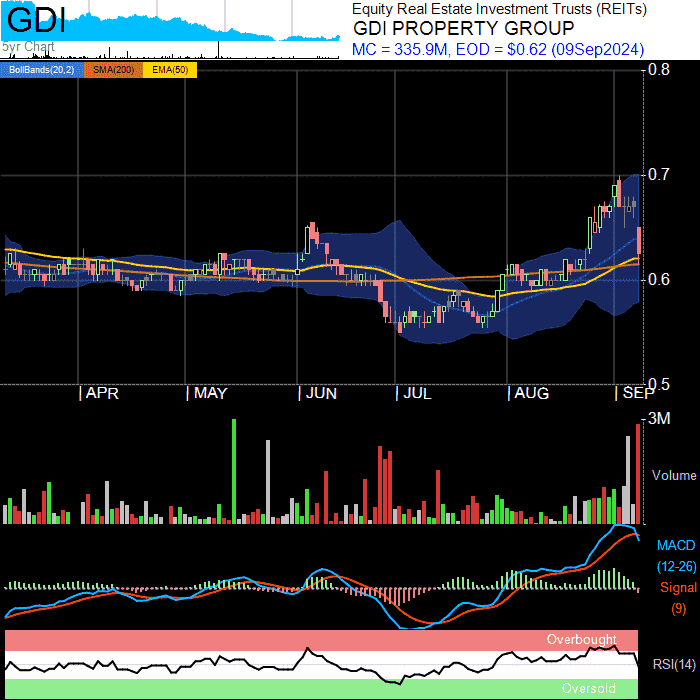 GDI
5yr Chart
Equity Real Estate Investment Trusts (REITs)
GDI PROPERTY GROUP
MC = 335.9M, EOD = $0.62 (09Sep2024)
BollBands(20,2) SMA(200) EMA(50)
0.8
0.7
0.6
0.5
APR MAY JUN JUL AUG SEP
3M
Volume
MACD
(12-26)
Signal
(9)
Overbought
RSI(14)
Oversold